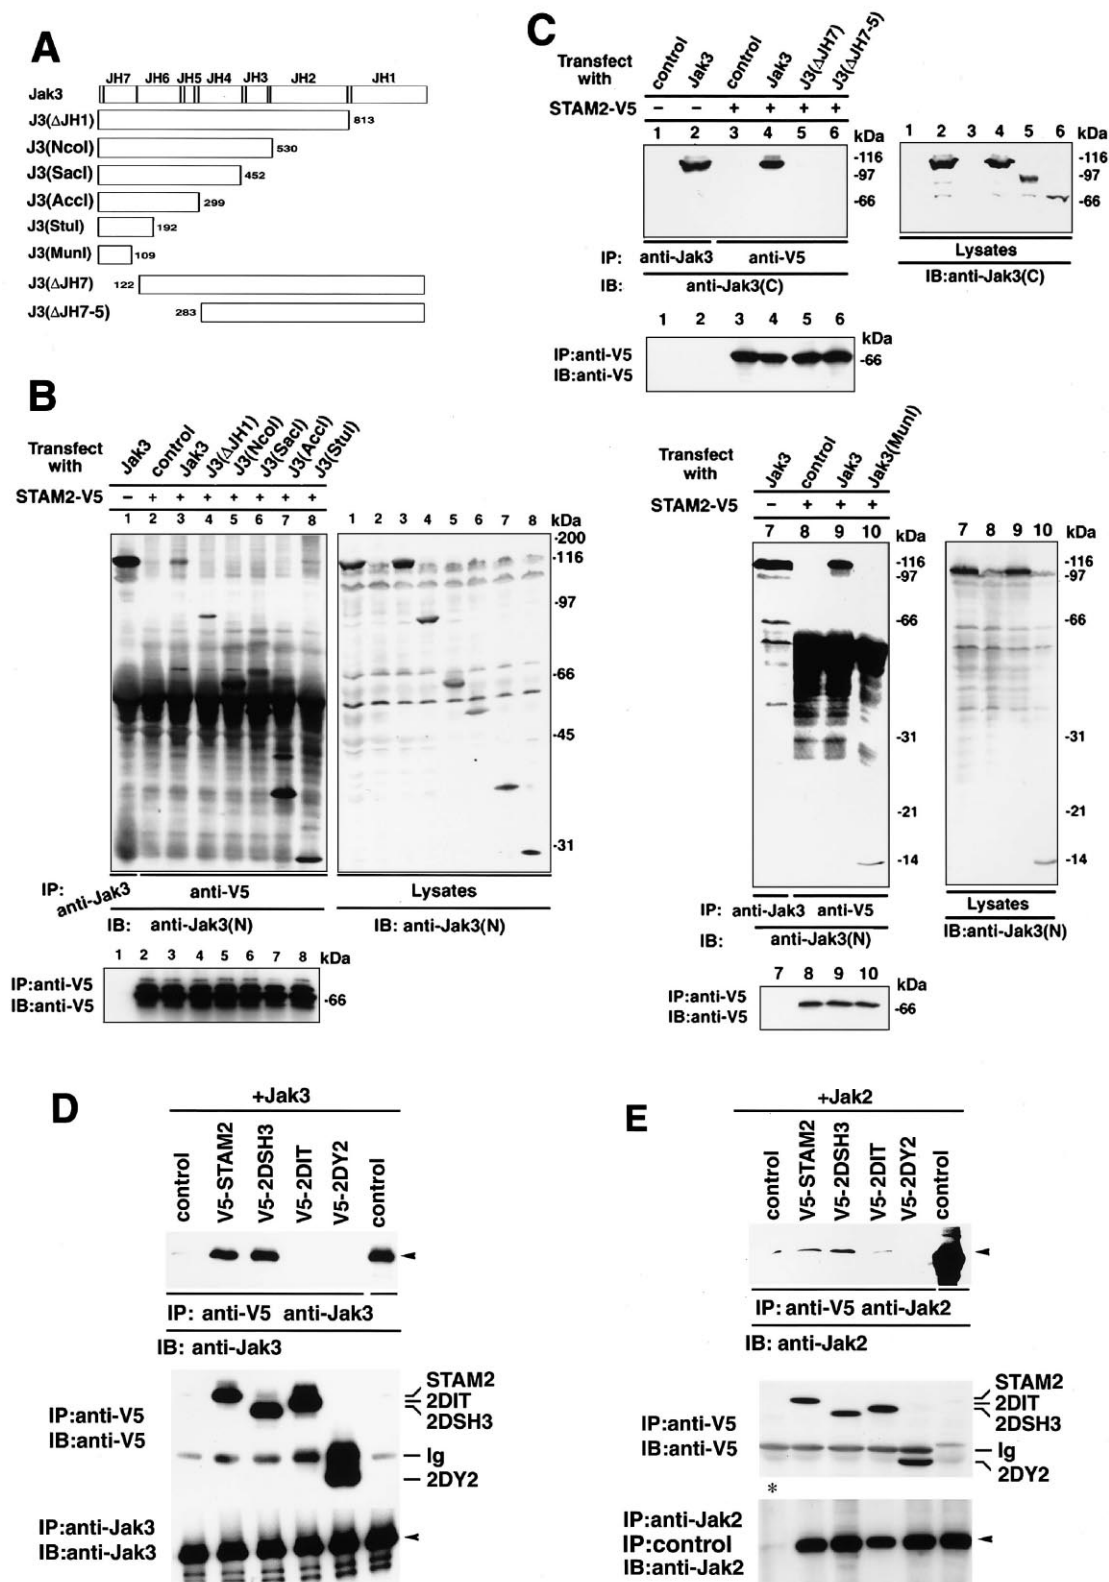 A
JH7 JH6 JH5 JH4 JH3 JH2 JH1
Jak3
J3(ΔJH1) 813
J3(NcoI) 530
J3(SacI) 452
J3(AccI) 299
J3(StuI) 192
J3(MunI) 109
J3(ΔJH7) 122
J3(ΔJH7-5) 283
B
Transfect with
Jak3 control Jak3 J3(ΔJH1) J3(NcoI) J3(SacI) J3(AccI) J3(StuI)
STAM2-V5 – + + + + + + +
1 2 3 4 5 6 7 8 1 2 3 4 5 6 7 8 kDa
-200
-116
-97
-66
-45
-31
IP: anti-Jak3 anti-V5 Lysates
IB: anti-Jak3(N) IB: anti-Jak3(N)
1 2 3 4 5 6 7 8 kDa
IP:anti-V5
IB:anti-V5
-66
C
Transfect with
control Jak3 control Jak3 J3(ΔJH7) J3(ΔJH7-5)
STAM2-V5 – – + + + +
1 2 3 4 5 6 kDa 1 2 3 4 5 6 kDa
-116 -116
-97 -97
-66 -66
IP: anti-Jak3 anti-V5 Lysates
IB: anti-Jak3(C) IB:anti-Jak3(C)
1 2 3 4 5 6 kDa
IP:anti-V5
IB:anti-V5
-66
Transfect with
Jak3 control Jak3 Jak3(MunI)
STAM2-V5 – + + +
7 8 9 10 kDa 7 8 9 10 kDa
-116 -116
-97 -97
-66 -66
-31 -31
-21 -21
-14 -14
IP: anti-Jak3 anti-V5 Lysates
IB: anti-Jak3(N) IB:anti-Jak3(N)
7 8 9 10 kDa
IP:anti-V5
IB:anti-V5
-66
D
+Jak3
control V5-STAM2 V5-2DSH3 V5-2DIT V5-2DY2 control
IP: anti-V5 anti-Jak3
IB: anti-Jak3
IP:anti-V5
IB:anti-V5
STAM2
2DIT
2DSH3
Ig
2DY2
IP:anti-Jak3
IB:anti-Jak3
E
+Jak2
control V5-STAM2 V5-2DSH3 V5-2DIT V5-2DY2 control
IP: anti-V5 anti-Jak2
IB: anti-Jak2
IP:anti-V5
IB:anti-V5
STAM2
2DIT
2DSH3
Ig
2DY2
*
IP:anti-Jak2
IP:control
IB:anti-Jak2